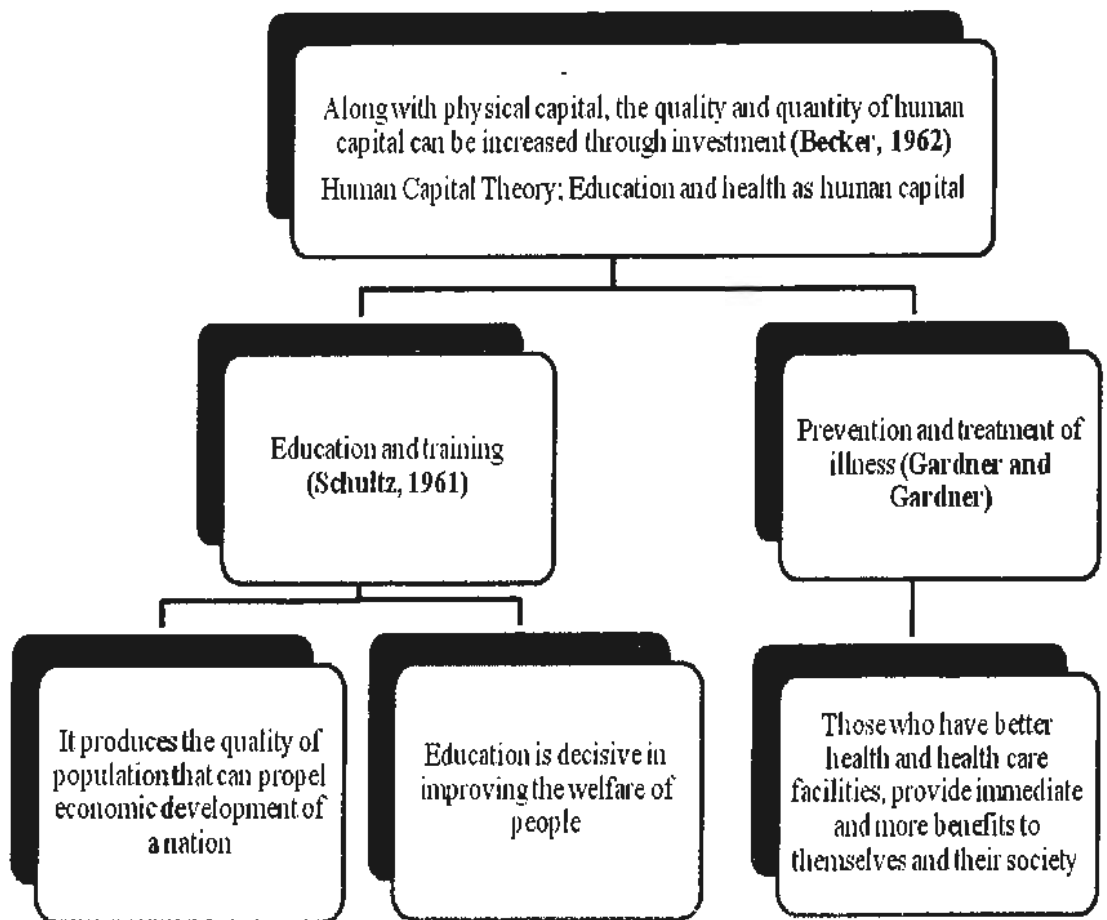 Along with physical capital, the quality and quantity of human
capital can be increased through investment (Becker, 1962)
Human Capital Theory; Education and health as human capital
Education and training
(Schultz, 1961)
Prevention and treatment of
illness (Gardner and
Gardner)
It produces the quality of
population that can propel
economic development of
a nation
Education is decisive in
improving the welfare of
people
Those who have better
health and health care
facilities, provide immediate
and more benefits to
themselves and their society